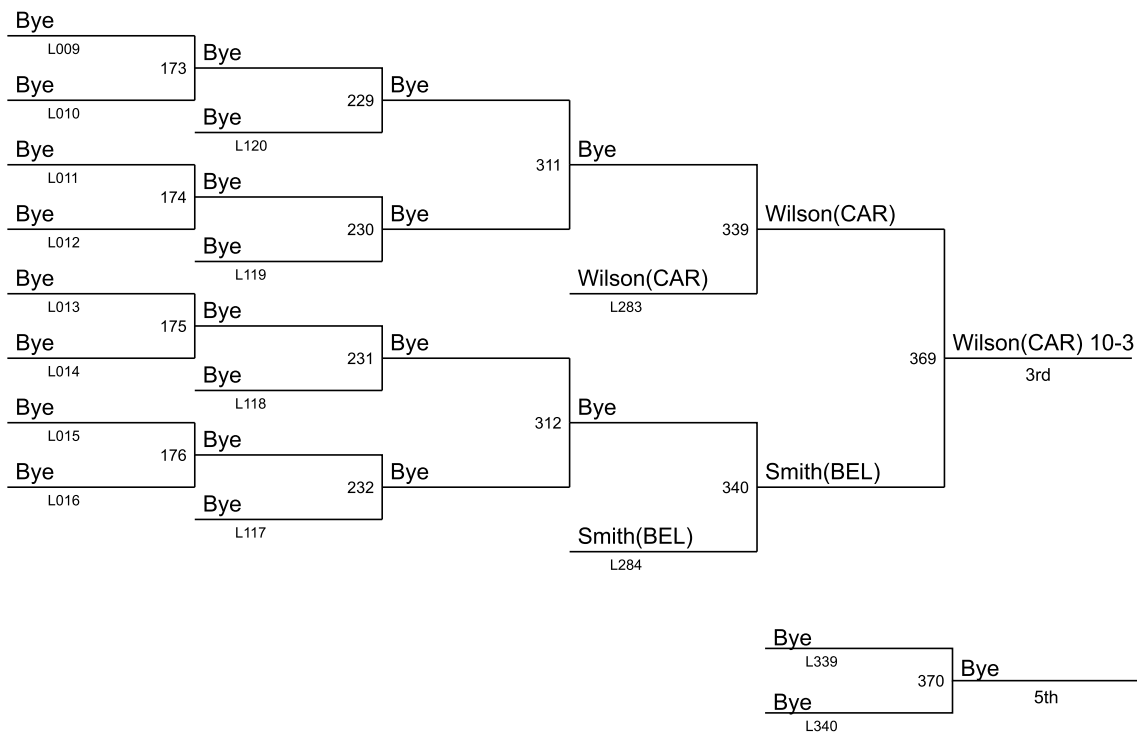 Bye
L009
Bye
173
Bye
L010
229
Bye
Bye
L120
Bye
L011
311
Bye
174
Bye
Bye
L012
230
Bye
Bye
L119
339
Wilson(CAR)
Wilson(CAR)
L283
Bye
L013
175
Bye
Bye
L014
231
Bye
Bye
L118
369
Wilson(CAR) 10-3
3rd
Bye
L015
312
Bye
176
Bye
Bye
L016
232
Bye
Bye
L117
340
Smith(BEL)
Smith(BEL)
L284
Bye
L339
370
Bye
5th
Bye
L340